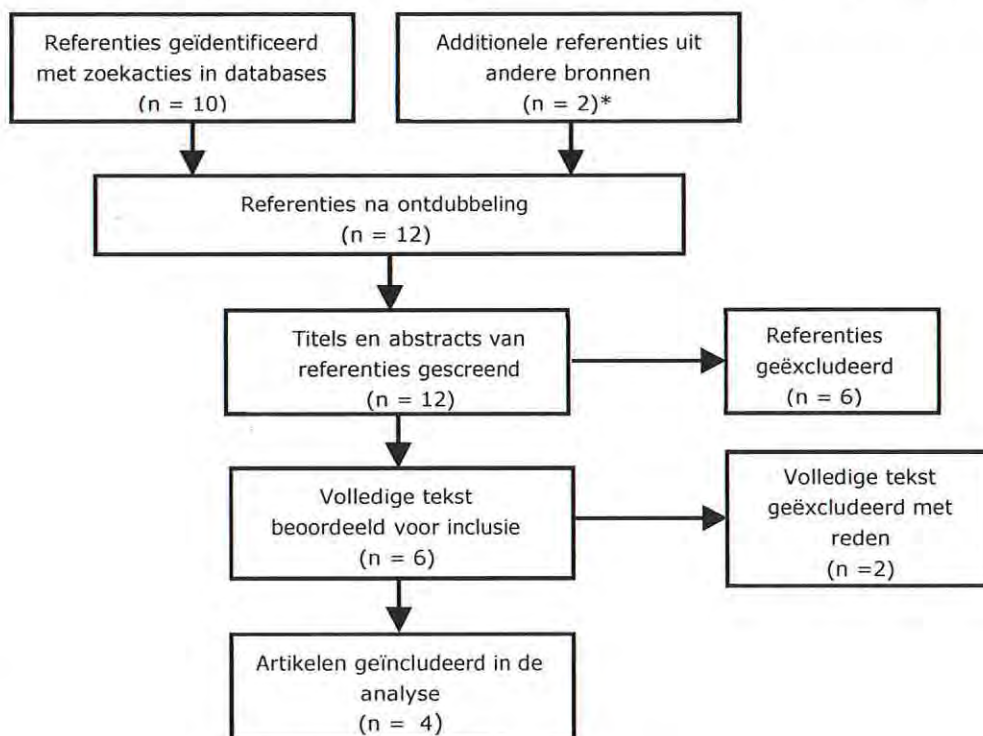 Referenties geïdentificeerd
met zoekacties in databases
(n = 10)
Additionele referenties uit
andere bronnen
(n = 2)*
Referenties na ontdubbeling
(n = 12)
Titels en abstracts van
referenties gescreend
(n = 12)
Referenties
geëxcludeerd
(n = 6)
Volledige tekst
beoordeeld voor inclusie
(n = 6)
Volledige tekst
geëxcludeerd met
reden
(n =2)
Artikelen geïncludeerd in de
analyse
(n = 4)